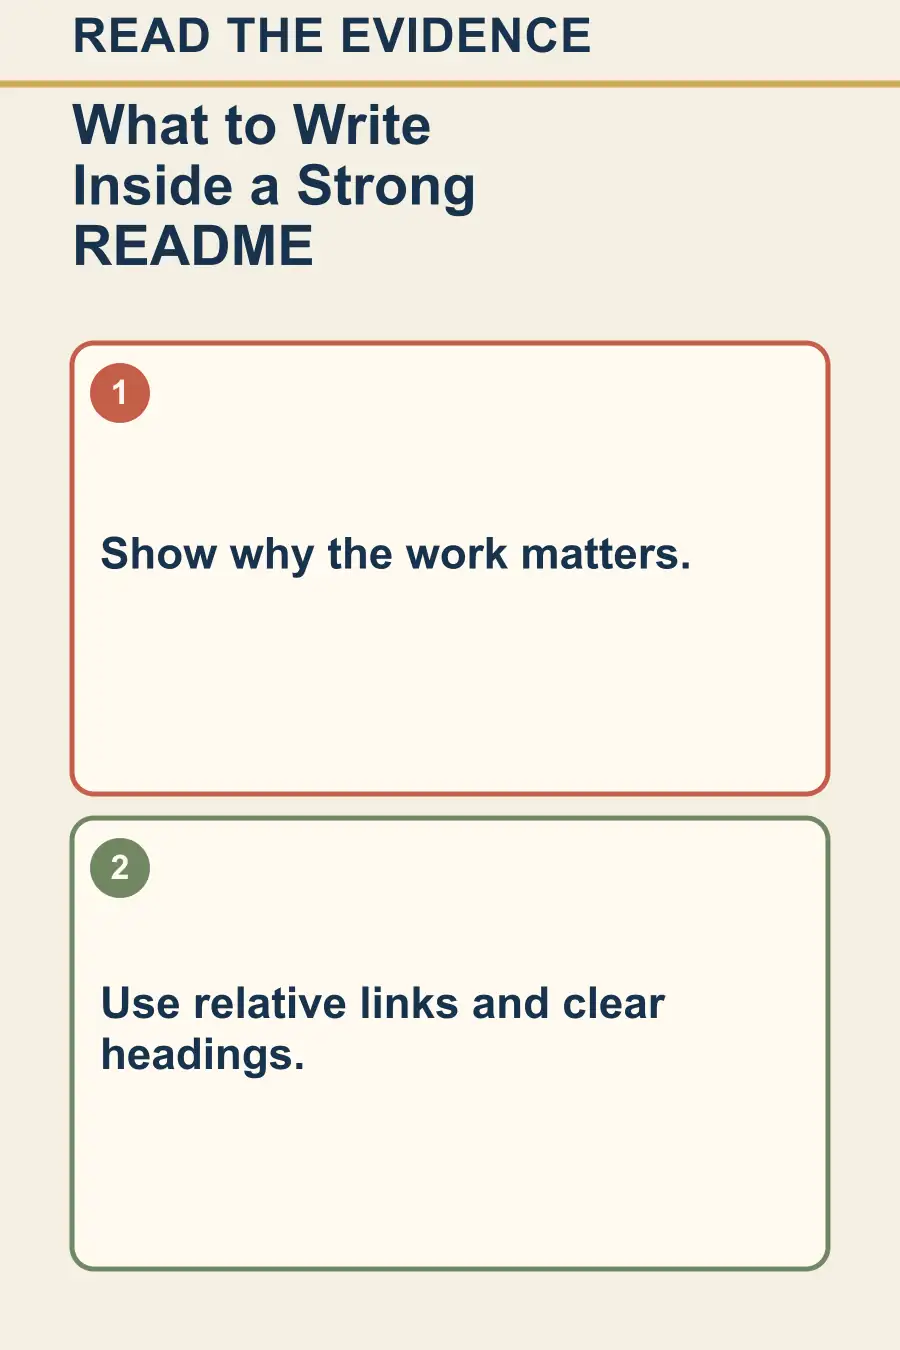 READ THE EVIDENCE
What to Write
Inside a Strong
README
1
Show why the work matters.
2
Use relative links and clear
headings.